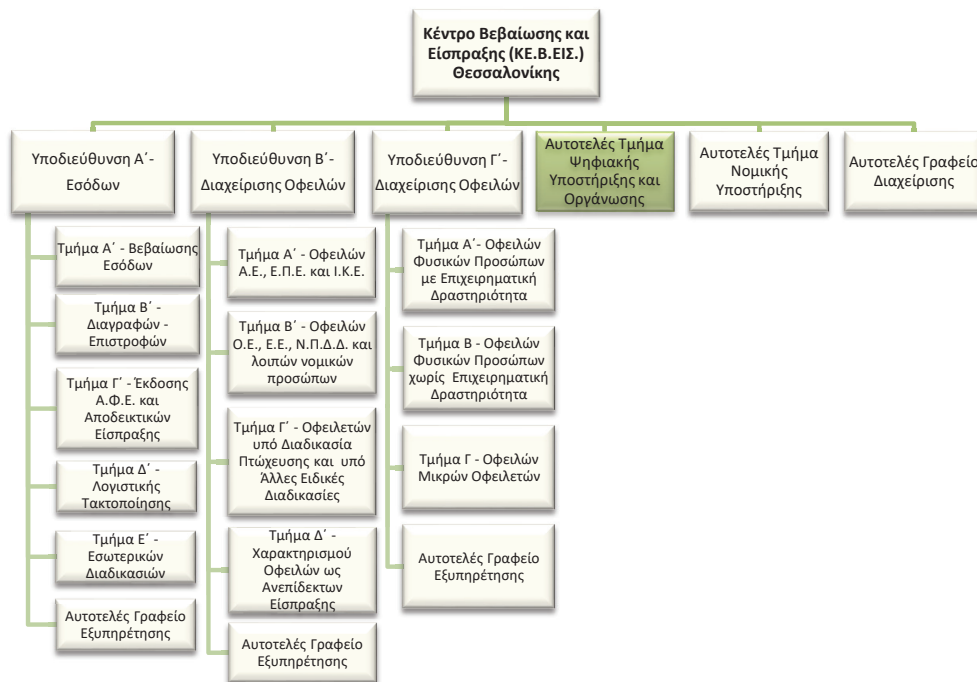 Κέντρο Βεβαίωσης και
Είσπραξης (ΚΕ.Β.ΕΙΣ.)
Θεσσαλονίκης
Υποδιεύθυνση Α΄-
Εσόδων
Τμήμα Α΄ - Βεβαίωσης
Εσόδων
Τμήμα Β΄ -
Διαγραφών -
Επιστροφών
Τμήμα Γ΄ - Έκδοσης
Α.Φ.Ε. και
Αποδεικτικών
Είσπραξης
Τμήμα Δ΄ -
Λογιστικής
Τακτοποίησης
Τμήμα Ε΄ -
Εσωτερικών
Διαδικασιών
Αυτοτελές Γραφείο
Εξυπηρέτησης
Υποδιεύθυνση Β΄-
Διαχείρισης Οφειλών
Τμήμα Α΄ - Οφειλών
Α.Ε., Ε.Π.Ε. και Ι.Κ.Ε.
Τμήμα Β΄ - Οφειλών
Ο.Ε., Ε.Ε., Ν.Π.Δ.Δ. και
λοιπών νομικών
προσώπων
Τμήμα Γ΄ - Οφειλετών
υπό Διαδικασία
Πτώχευσης και υπό
Άλλες Ειδικές
Διαδικασίες
Τμήμα Δ΄ -
Χαρακτηρισμού
Οφειλών ως
Ανεπίδεκτων
Είσπραξης
Αυτοτελές Γραφείο
Εξυπηρέτησης
Υποδιεύθυνση Γ΄-
Διαχείρισης Οφειλών
Τμήμα Α΄- Οφειλών
Φυσικών Προσώπων
με Επιχειρηματική
Δραστηριότητα
Τμήμα Β - Οφειλών
Φυσικών Προσώπων
χωρίς Επιχειρηματική
Δραστηριότητα
Τμήμα Γ - Οφειλών
Μικρών Οφειλετών
Αυτοτελές Γραφείο
Εξυπηρέτησης
Αυτοτελές Τμήμα
Ψηφιακής
Υποστήριξης και
Οργάνωσης
Αυτοτελές Τμήμα
Νομικής
Υποστήριξης
Αυτοτελές Γραφείο
Διαχείρισης